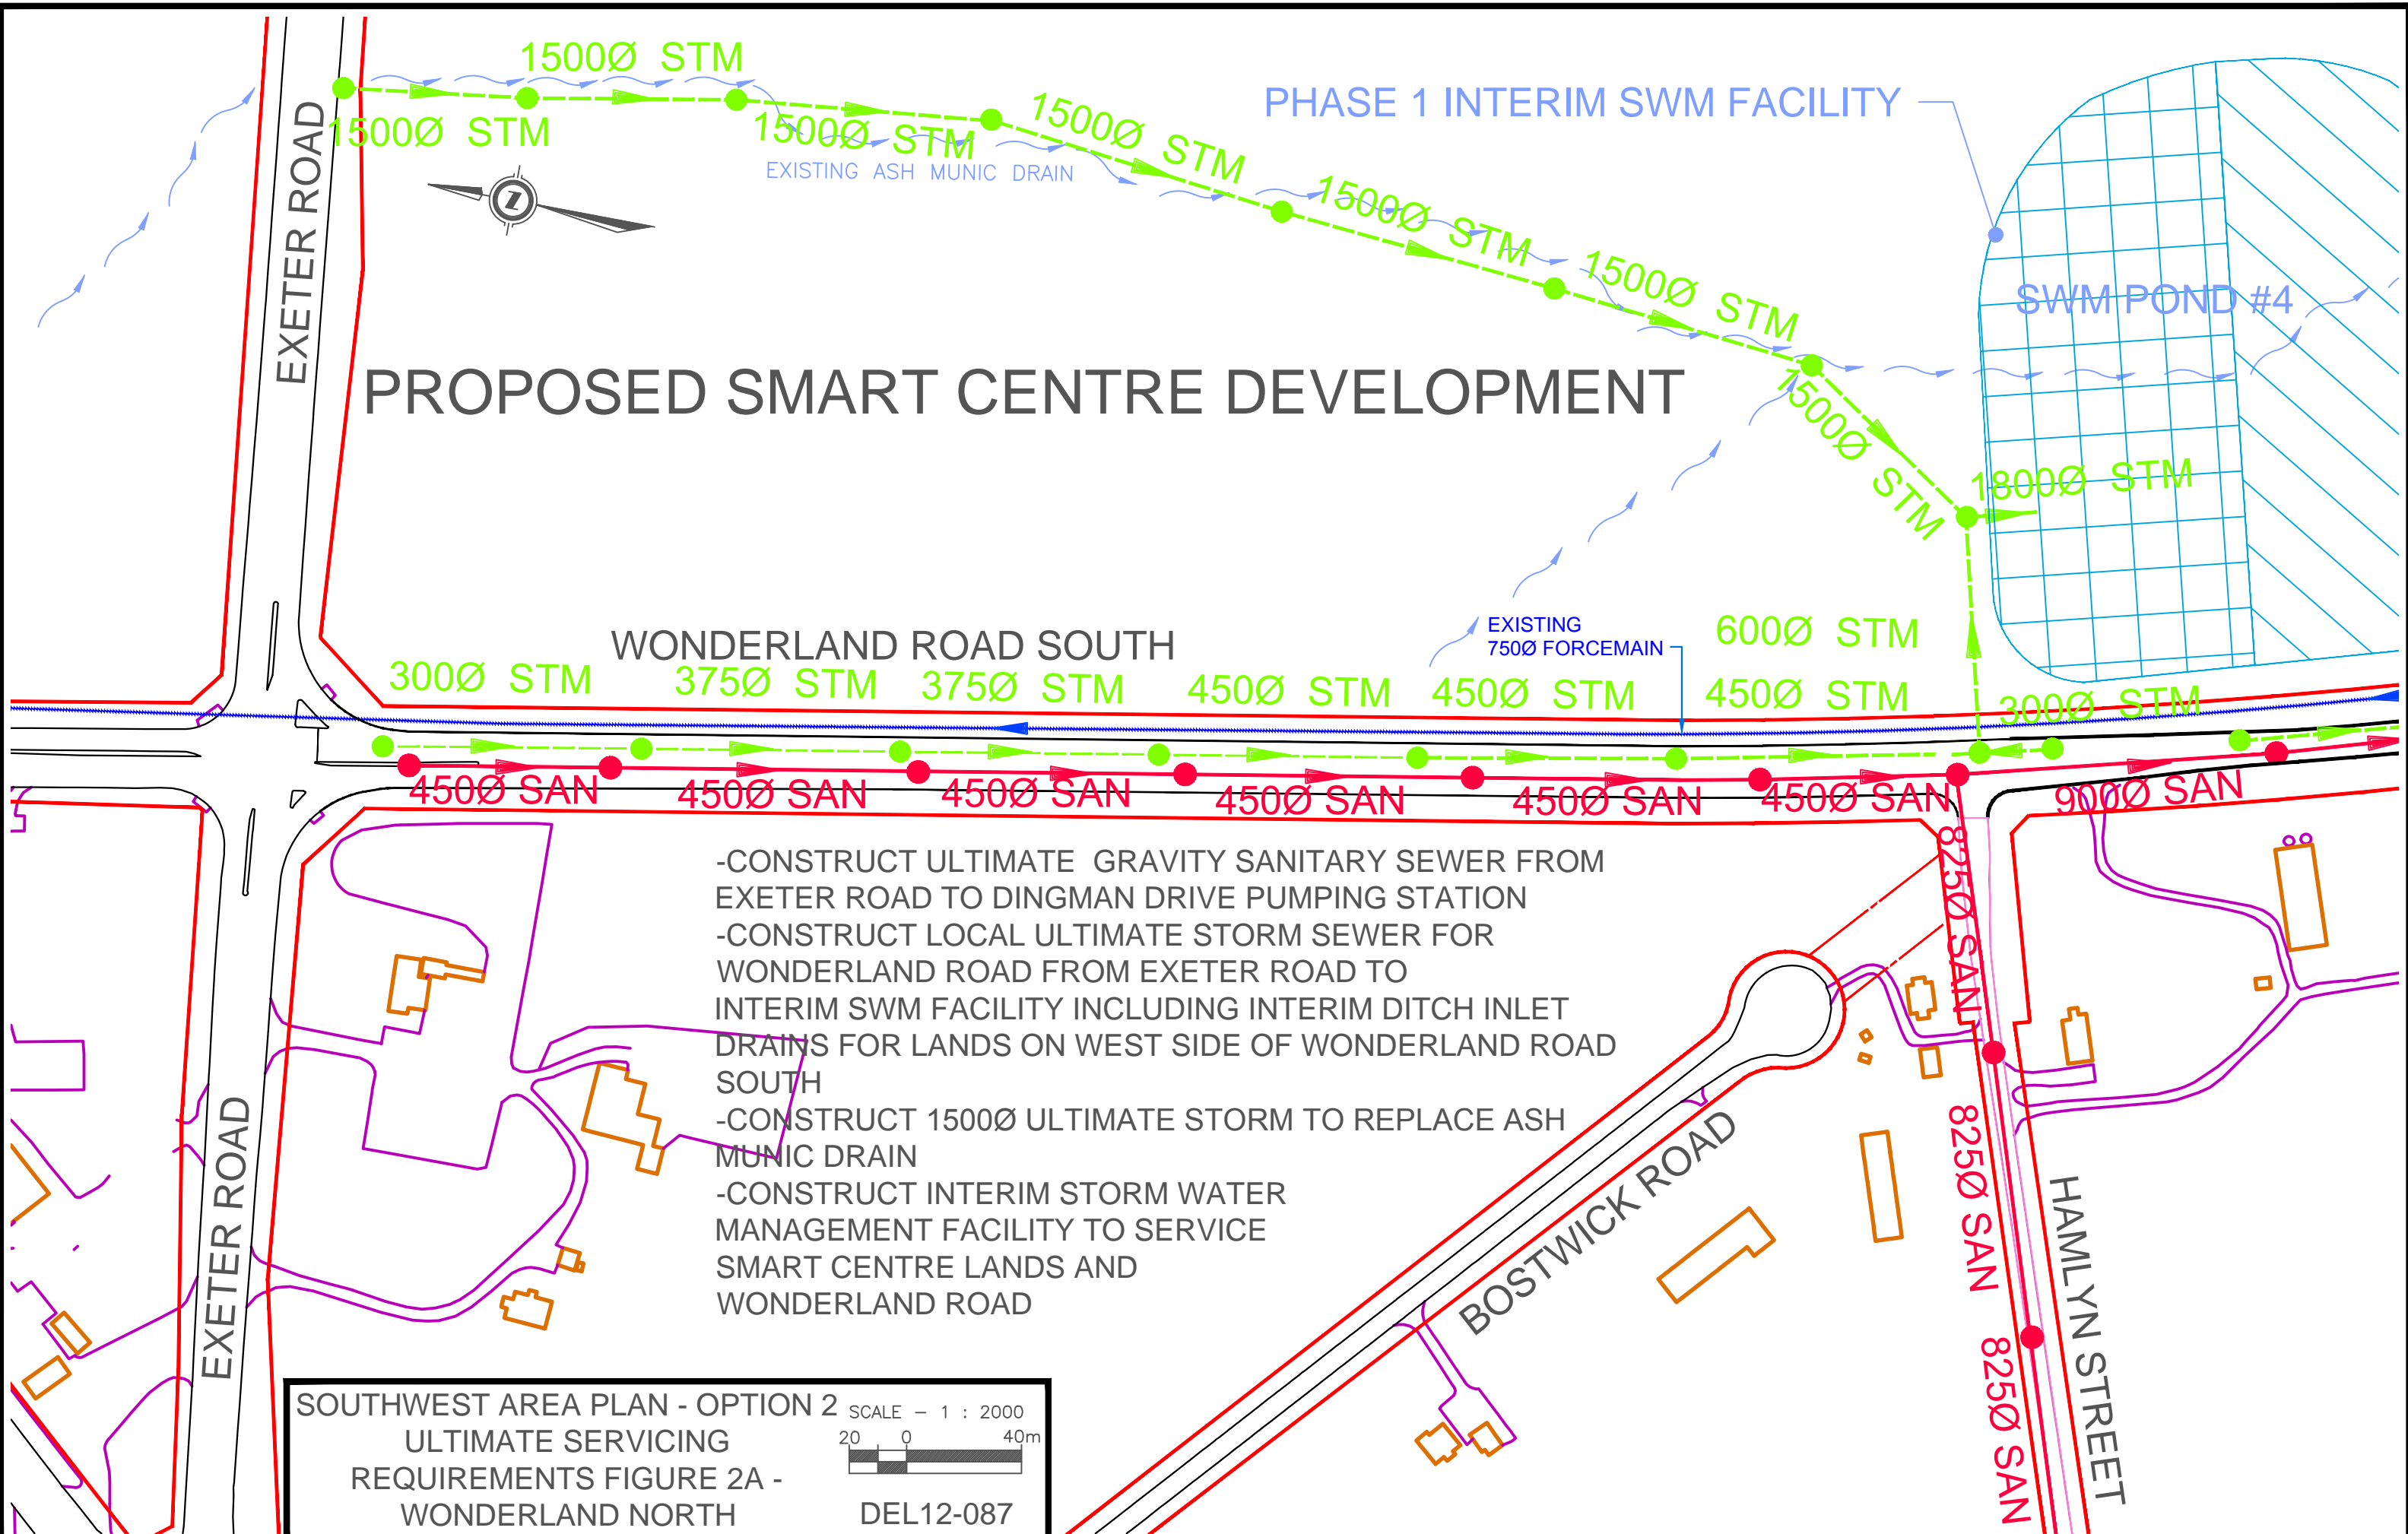 1500Ø STM
1500Ø STM
1500Ø STM
EXISTING ASH MUNIC DRAIN
1500Ø STM
1500Ø STM
1500Ø STM
1500Ø STM
1800Ø STM
PHASE 1 INTERIM SWM FACILITY
SWM POND #4
EXETER ROAD
Z
PROPOSED SMART CENTRE DEVELOPMENT
WONDERLAND ROAD SOUTH
EXISTING
750Ø FORCEMAIN
600Ø STM
300Ø STM
375Ø STM
375Ø STM
450Ø STM
450Ø STM
450Ø STM
300Ø STM
450Ø SAN
450Ø SAN
450Ø SAN
450Ø SAN
450Ø SAN
450Ø SAN
900Ø SAN
825Ø SAN
825Ø SAN
825Ø SAN
-CONSTRUCT ULTIMATE GRAVITY SANITARY SEWER FROM
EXETER ROAD TO DINGMAN DRIVE PUMPING STATION
-CONSTRUCT LOCAL ULTIMATE STORM SEWER FOR
WONDERLAND ROAD FROM EXETER ROAD TO
INTERIM SWM FACILITY INCLUDING INTERIM DITCH INLET
DRAINS FOR LANDS ON WEST SIDE OF WONDERLAND ROAD
SOUTH
-CONSTRUCT 1500Ø ULTIMATE STORM TO REPLACE ASH
MUNIC DRAIN
-CONSTRUCT INTERIM STORM WATER
MANAGEMENT FACILITY TO SERVICE
SMART CENTRE LANDS AND
WONDERLAND ROAD
EXETER ROAD
BOSTWICK ROAD
HAMLYN STREET
SOUTHWEST AREA PLAN - OPTION 2
ULTIMATE SERVICING
REQUIREMENTS FIGURE 2A -
WONDERLAND NORTH
SCALE - 1 : 2000
20 0 40m
DEL12-087